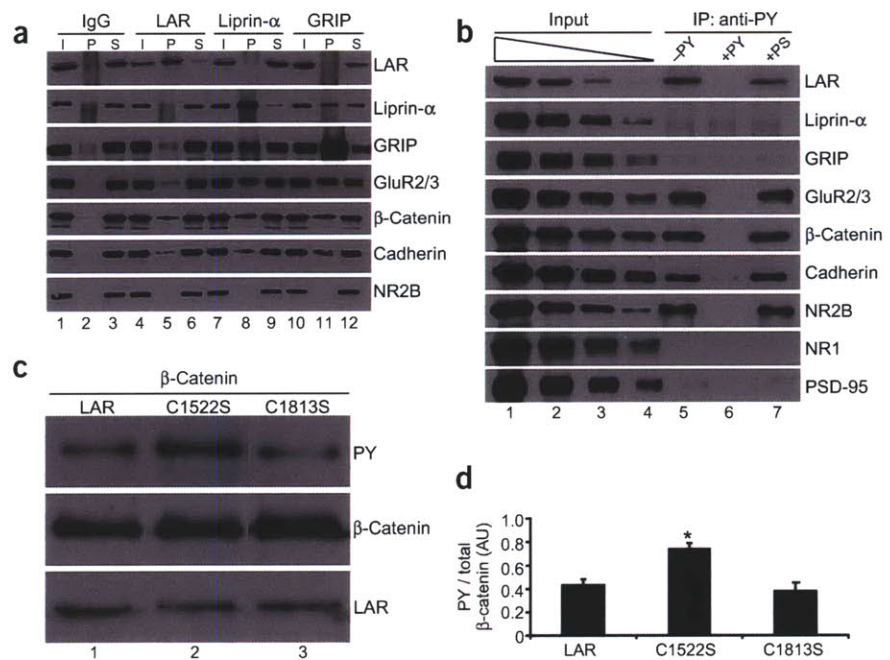 a
IgG LAR Liprin-α GRIP
I P S I P S I P S I P S
LAR
Liprin-α
GRIP
GluR2/3
β-Catenin
Cadherin
NR2B
1 2 3 4 5 6 7 8 9 10 11 12
b
Input IP: anti-PY
–PY +PY +PS
LAR
Liprin-α
GRIP
GluR2/3
β-Catenin
Cadherin
NR2B
NR1
PSD-95
1 2 3 4 5 6 7
c
β-Catenin
LAR C1522S C1813S
PY
β-Catenin
LAR
1 2 3
d
PY / total
β-catenin (AU)
1.0
0.8
0.6
0.4
0.2
0
*
LAR C1522S C1813S